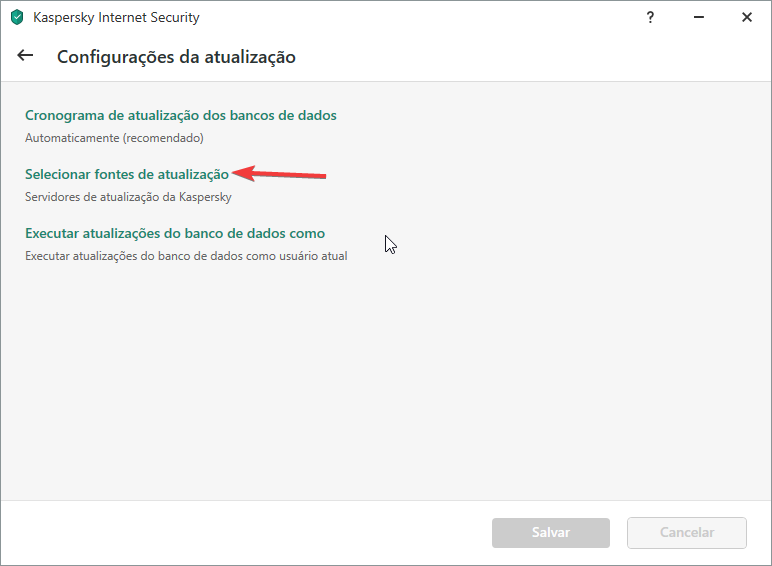 Kaspersky Internet Security
?
Configurações da atualização
Cronograma de atualização dos bancos de dados
Automaticamente (recomendado)
Selecionar fontes de atualização
Servidores de atualização da Kaspersky
Executar atualizações do banco de dados como
Executar atualizações do banco de dados como usuário atual
Salvar
Cancelar